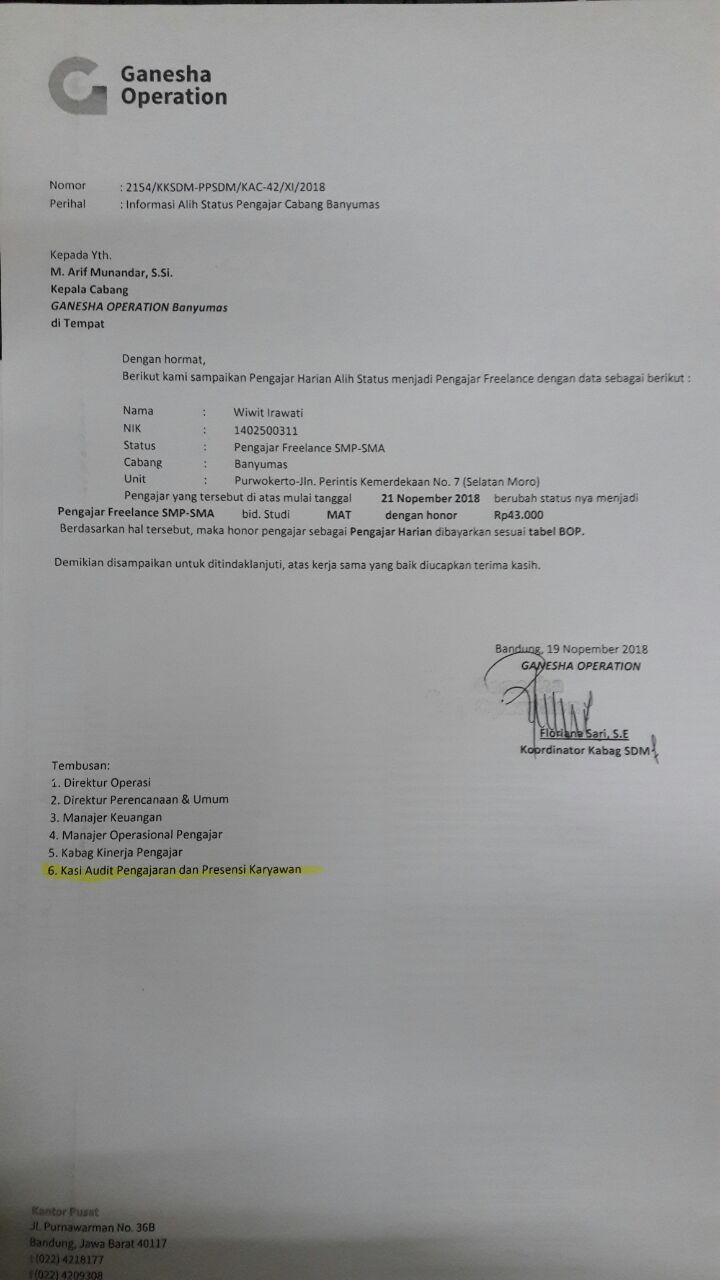 Ganesha
Operation
Nomor : 2154/KKSDM-PPSDM/KAC-42/XI/2018
Perihal : Informasi Alih Status Pengajar Cabang Banyumas
Kepada Yth.
M. Arif Munandar, S.Si.
Kepala Cabang
GANESHA OPERATION Banyumas
di Tempat
Dengan hormat,
Berikut kami sampaikan Pengajar Harian Alih Status menjadi Pengajar Freelance dengan data sebagai berikut :
Nama : Wiwit Irawati
NIK : 1402500311
Status : Pengajar Freelance SMP-SMA
Cabang : Banyumas
Unit : Purwokerto-Jln. Perintis Kemerdekaan No. 7 (Selatan Moro)
Pengajar yang tersebut di atas mulai tanggal 21 Nopember 2018 berubah status nya menjadi
Pengajar Freelance SMP-SMA bid. Studi MAT dengan honor Rp43.000
Berdasarkan hal tersebut, maka honor pengajar sebagai Pengajar Harian dibayarkan sesuai tabel BOP.
Demikian disampaikan untuk ditindaklanjuti, atas kerja sama yang baik diucapkan terima kasih.
Bandung, 19 Nopember 2018
GANESHA OPERATION
Floriana Sari, S.E
Koordinator Kabag SDM
Tembusan:
1. Direktur Operasi
2. Direktur Perencanaan & Umum
3. Manajer Keuangan
4. Manajer Operasional Pengajar
5. Kabag Kinerja Pengajar
6. Kasi Audit Pengajaran dan Presensi Karyawan
Kantor Pusat
Jl. Purnawarman No. 36B
Bandung, Jawa Barat 40117
t (022) 4218177
f (022) 4209308